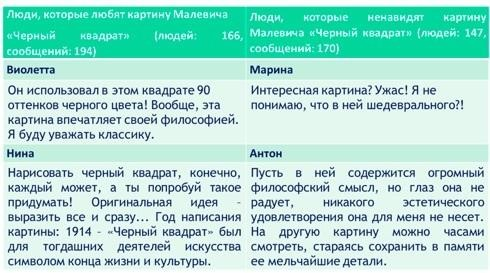 Люди, которые любят картину Малевича
«Черный квадрат» (людей: 166,
сообщений: 194)
Люди, которые ненавидят картину
Малевича «Черный квадрат» (людей: 147,
сообщений: 170)
Виолетта
Марина
Он использовал в этом квадрате 90
оттенков черного цвета! Вообще, эта
картина впечатляет своей философией.
Я буду уважать классику.
Интересная картина? Ужас! Я не
понимаю, что в ней шедеврального?!
Нина
Антон
Нарисовать черный квадрат, конечно,
каждый может, а ты попробуй такое
придумать! Оригинальная идея –
выразить все и сразу... Год написания
картины: 1914 – «Черный квадрат» был
для тогдашних деятелей искусства
символом конца жизни и культуры.
Пусть в ней содержится огромный
философский смысл, но глаз она не
радует, никакого эстетического
удовлетворения она для меня не несет.
На другую картину можно часами
смотреть, стараясь сохранить в памяти
ее мельчайшие детали.